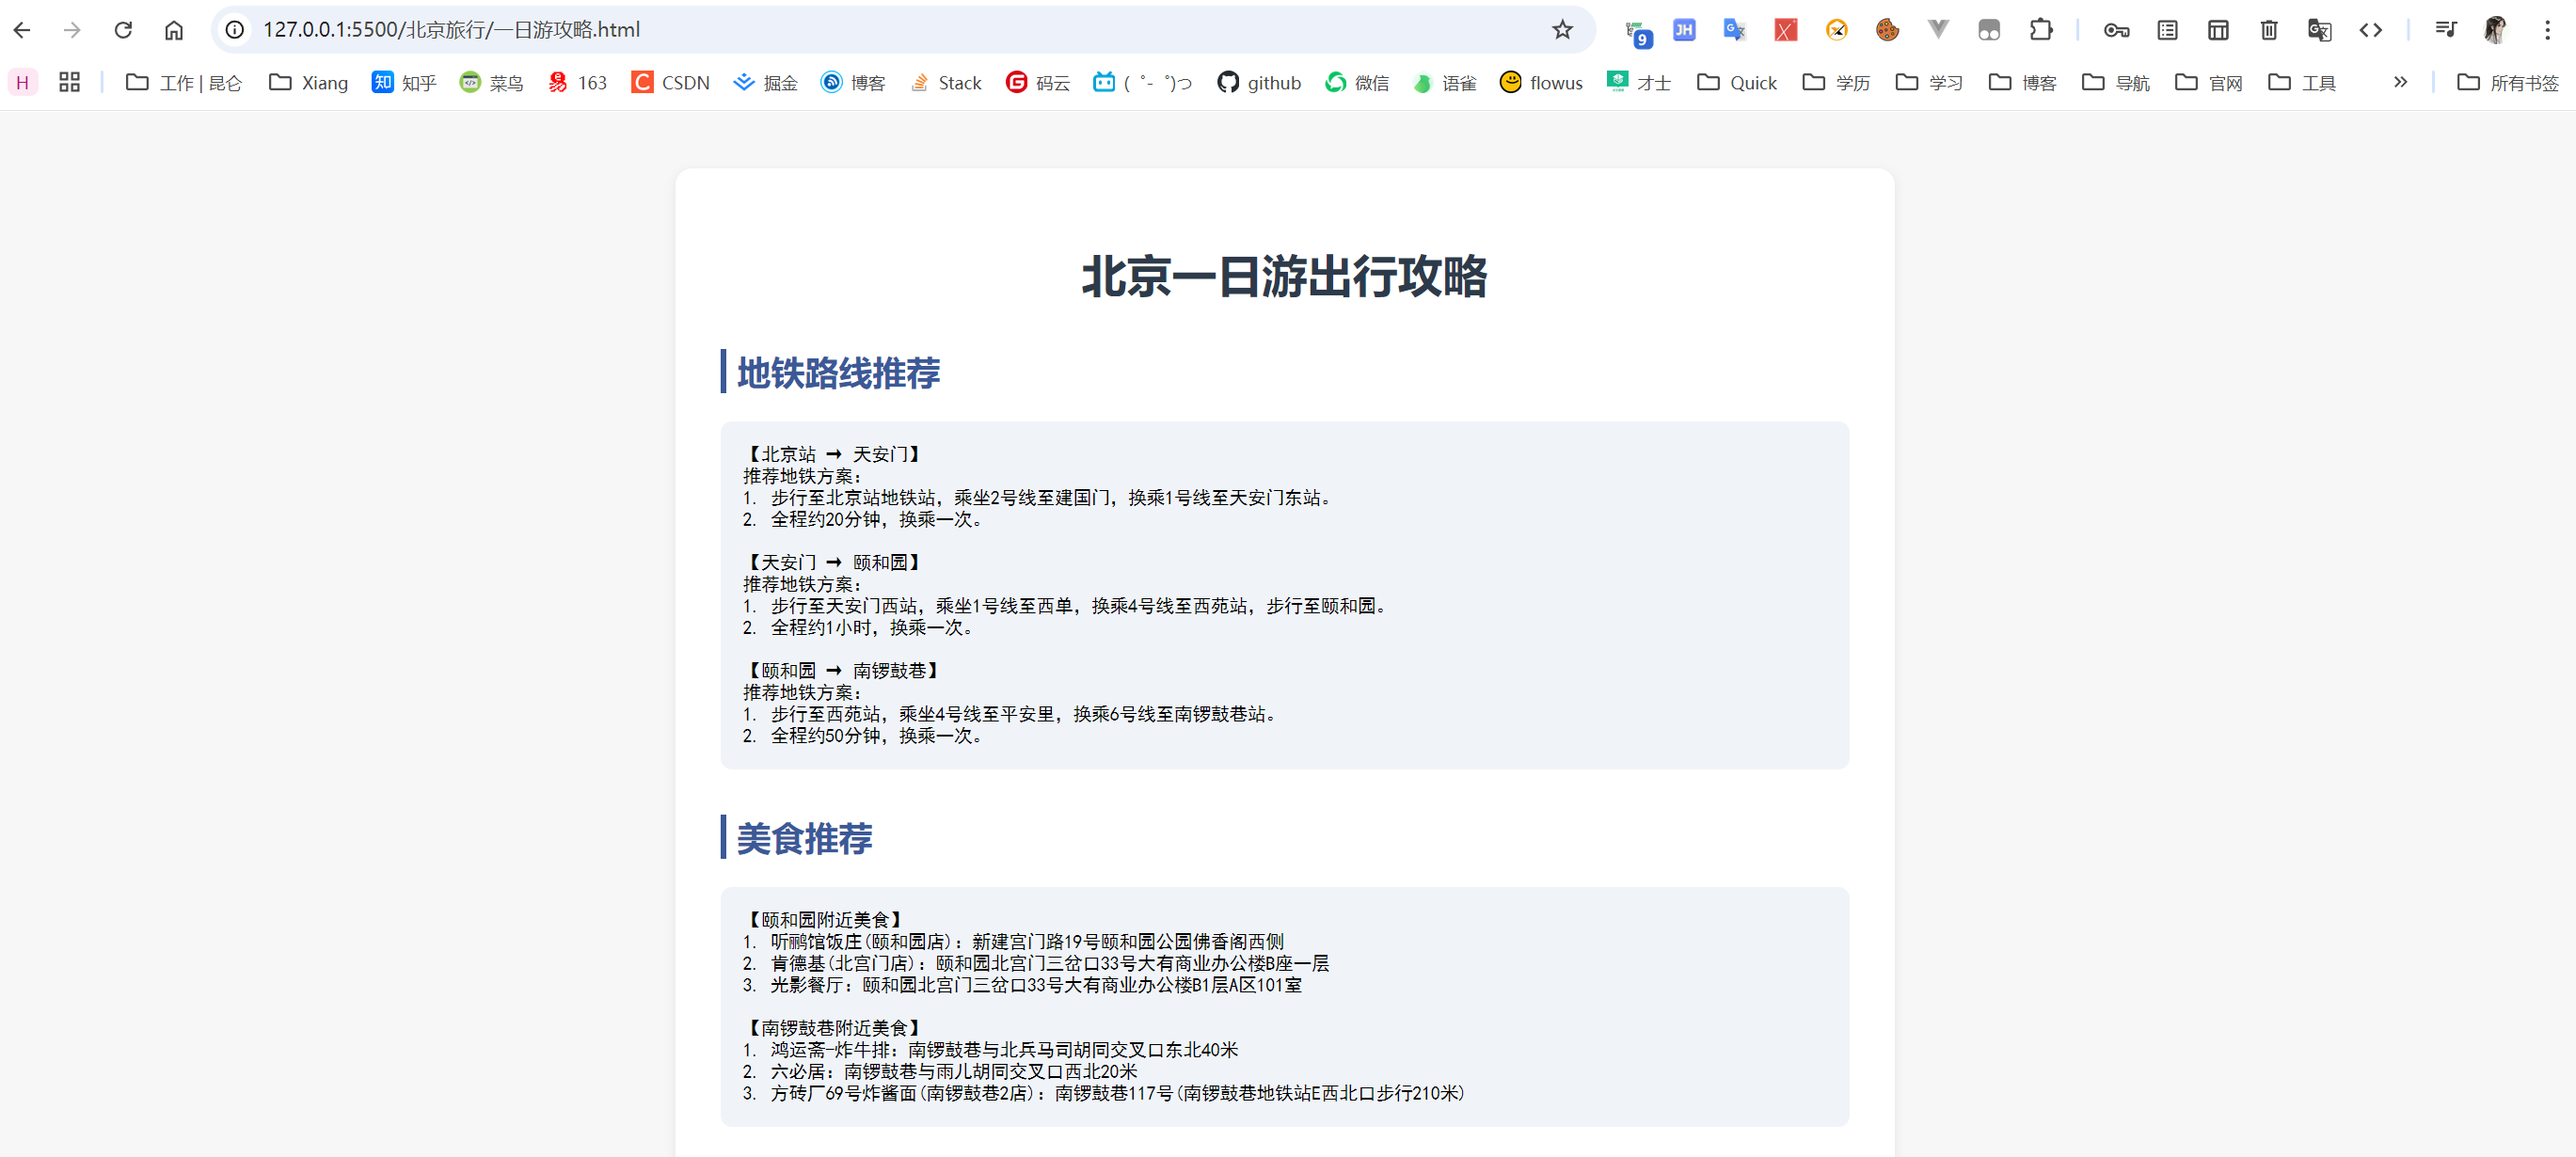 127.0.0.1:5500/北京旅行/一日游攻略.html
9
JH
H
工作 | 昆仑
Xiang
知乎
菜鸟
163
CSDN
掘金
博客
Stack
码云
( ゜- ゜)つ
github
微信
语雀
flowus
才士
Quick
学历
学习
博客
导航
官网
工具
所有书签
北京一日游出行攻略
地铁路线推荐
【北京站 → 天安门】
推荐地铁方案：
1. 步行至北京站地铁站，乘坐2号线至建国门，换乘1号线至天安门东站。
2. 全程约20分钟，换乘一次。
【天安门 → 颐和园】
推荐地铁方案：
1. 步行至天安门西站，乘坐1号线至西单，换乘4号线至西苑站，步行至颐和园。
2. 全程约1小时，换乘一次。
【颐和园 → 南锣鼓巷】
推荐地铁方案：
1. 步行至西苑站，乘坐4号线至平安里，换乘6号线至南锣鼓巷站。
2. 全程约50分钟，换乘一次。
美食推荐
【颐和园附近美食】
1. 听鹂馆饭庄(颐和园店)：新建宫门路19号颐和园公园佛香阁西侧
2. 肯德基(北宫门店)：颐和园北宫门三岔口33号大有商业办公楼B座一层
3. 光影餐厅：颐和园北宫门三岔口33号大有商业办公楼B1层A区101室
【南锣鼓巷附近美食】
1. 鸿运斋-炸牛排：南锣鼓巷与北兵马司胡同交叉口东北40米
2. 六必居：南锣鼓巷与雨儿胡同交叉口西北20米
3. 方砖厂69号炸酱面(南锣鼓巷2店)：南锣鼓巷117号(南锣鼓巷地铁站E西北口步行210米)